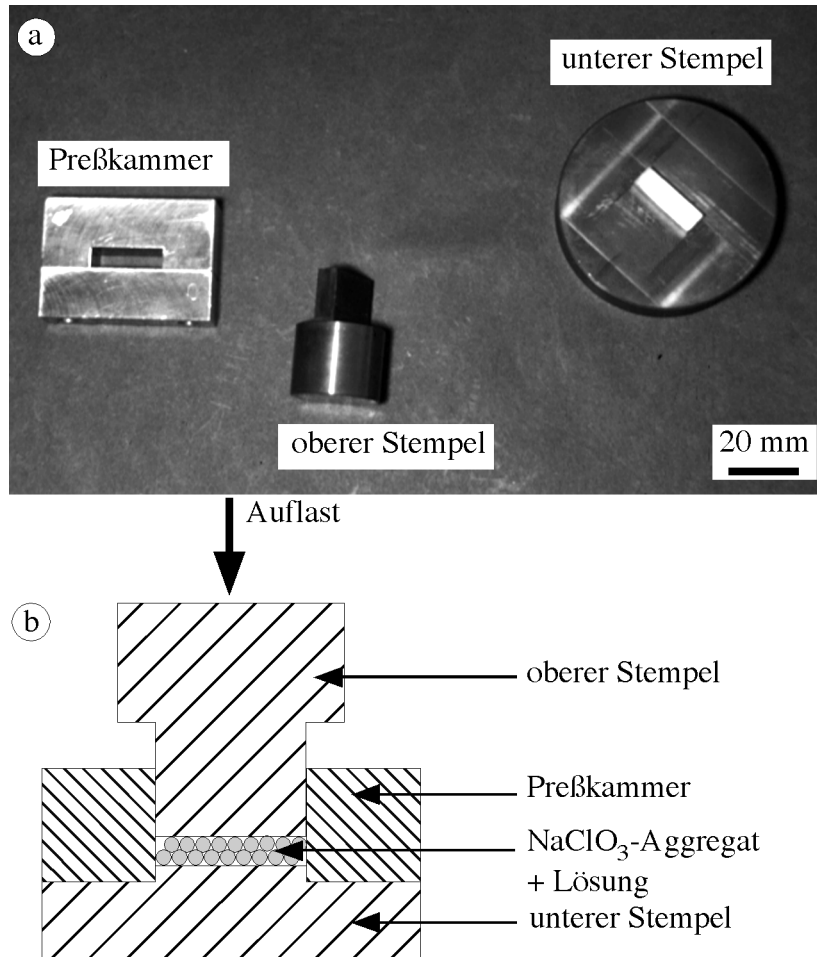 a
unterer Stempel
Preßkammer
oberer Stempel
20 mm
Auflast
b
oberer Stempel
Preßkammer
NaClO₃-Aggregat
+ Lösung
unterer Stempel